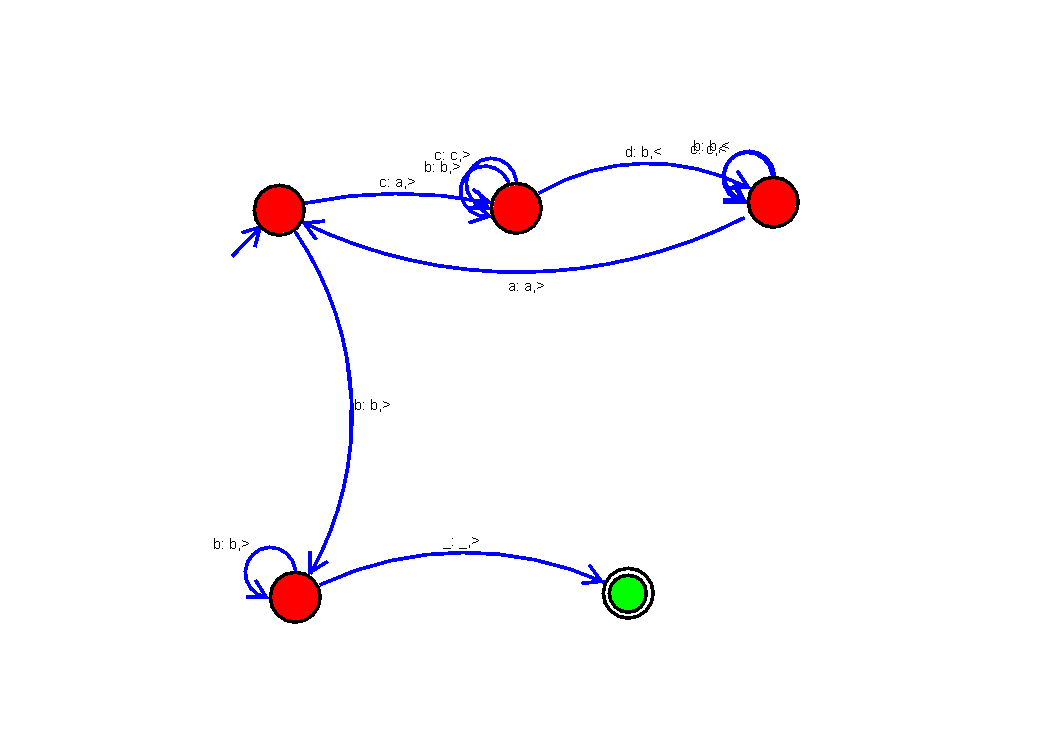 c: c,>
b: b,>
c: a,>
d: b,<
b: b,<
c: c,<
a: a,>
b: b,>
b: b,>
_: _,>